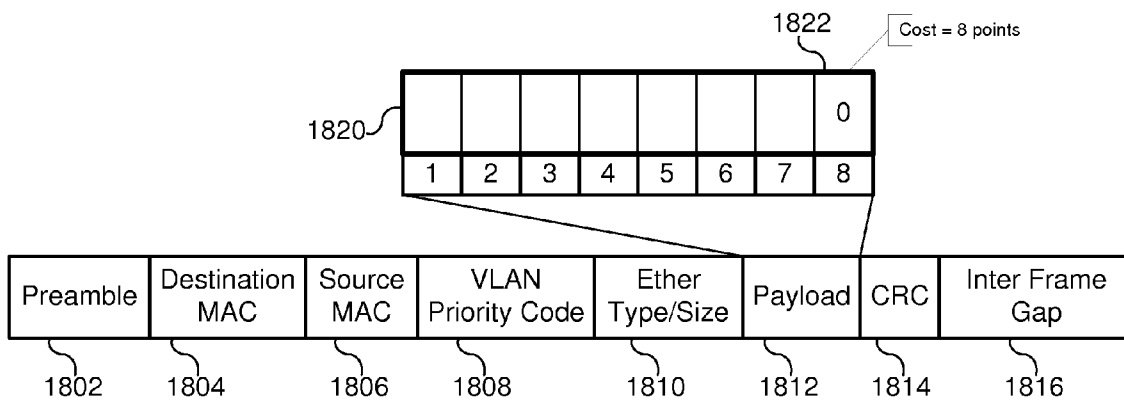 1822
Cost = 8 points
1820
0
1 2 3 4 5 6 7 8
Preamble
Destination
MAC
Source
MAC
VLAN
Priority Code
Ether
Type/Size
Payload
CRC
Inter Frame
Gap
1802 1804 1806 1808 1810 1812 1814 1816